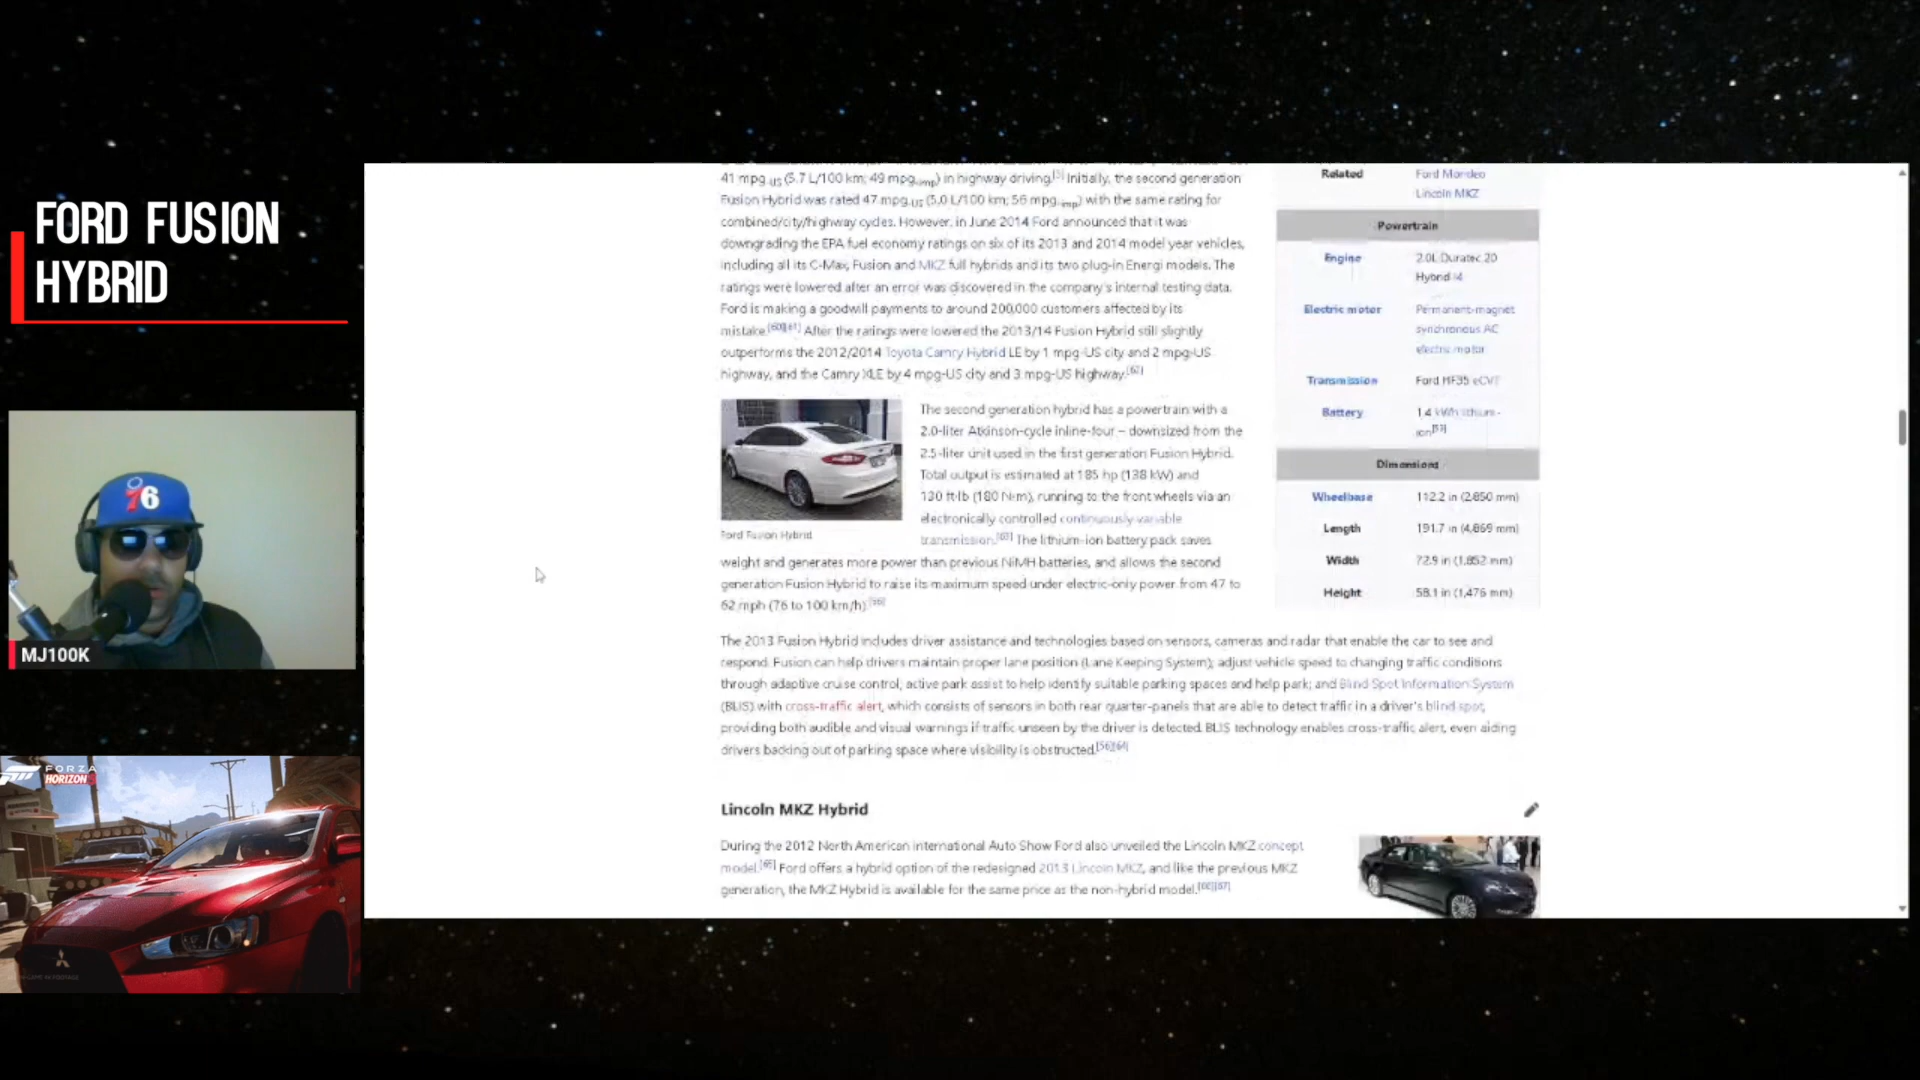 FORD FUSION
HYBRID
76
MJ100K
FORZA
HORIZON
41 mpg-US (5.7 L/100 km; 49 mpg-imp) in highway driving.[5] Initially, the second generation
Fusion Hybrid was rated 47 mpg-US (5.0 L/100 km; 56 mpg-imp) with the same rating for
combined/city/highway cycles. However, in June 2014 Ford announced that it was
downgrading the EPA fuel economy ratings on six of its 2013 and 2014 model year vehicles,
including all its C-Max, Fusion and MKZ full hybrids and its two plug-in Energi models. The
ratings were lowered after an error was discovered in the company's internal testing data.
Ford is making a goodwill payments to around 200,000 customers affected by its
mistake.[60][61] After the ratings were lowered the 2013/14 Fusion Hybrid still slightly
outperforms the 2012/2014 Toyota Camry Hybrid LE by 1 mpg-US city and 2 mpg-US
highway, and the Camry XLE by 4 mpg-US city and 3 mpg-US highway.[62]
Ford Fusion Hybrid
The second generation hybrid has a powertrain with a
2.0-liter Atkinson-cycle inline-four – downsized from the
2.5-liter unit used in the first generation Fusion Hybrid.
Total output is estimated at 185 hp (138 kW) and
130 ft·lb (180 N·m), running to the front wheels via an
electronically controlled continuously variable
transmission.[63] The lithium-ion battery pack saves
weight and generates more power than previous NiMH batteries, and allows the second
generation Fusion Hybrid to raise its maximum speed under electric-only power from 47 to
62 mph (76 to 100 km/h).[56]
Related Ford Mondeo
Lincoln MKZ
Powertrain
Engine 2.0L Duratec 20
Hybrid I4
Electric motor Permanent-magnet
synchronous AC
electric motor
Transmission Ford HF35 eCVT
Battery 1.4 kWh lithium-
ion[53]
Dimensions
Wheelbase 112.2 in (2,850 mm)
Length 191.7 in (4,869 mm)
Width 72.9 in (1,852 mm)
Height 58.1 in (1,476 mm)
The 2013 Fusion Hybrid includes driver assistance and technologies based on sensors, cameras and radar that enable the car to see and
respond. Fusion can help drivers maintain proper lane position (Lane Keeping System); adjust vehicle speed to changing traffic conditions
through adaptive cruise control; active park assist to help identify suitable parking spaces and help park; and Blind Spot Information System
(BLIS) with cross-traffic alert, which consists of sensors in both rear quarter-panels that are able to detect traffic in a driver's blind spot,
providing both audible and visual warnings if traffic unseen by the driver is detected. BLIS technology enables cross-traffic alert, even aiding
drivers backing out of parking space where visibility is obstructed.[56][64]
Lincoln MKZ Hybrid
During the 2012 North American International Auto Show Ford also unveiled the Lincoln MKZ concept
model.[65] Ford offers a hybrid option of the redesigned 2013 Lincoln MKZ, and like the previous MKZ
generation, the MKZ Hybrid is available for the same price as the non-hybrid model.[66][67]